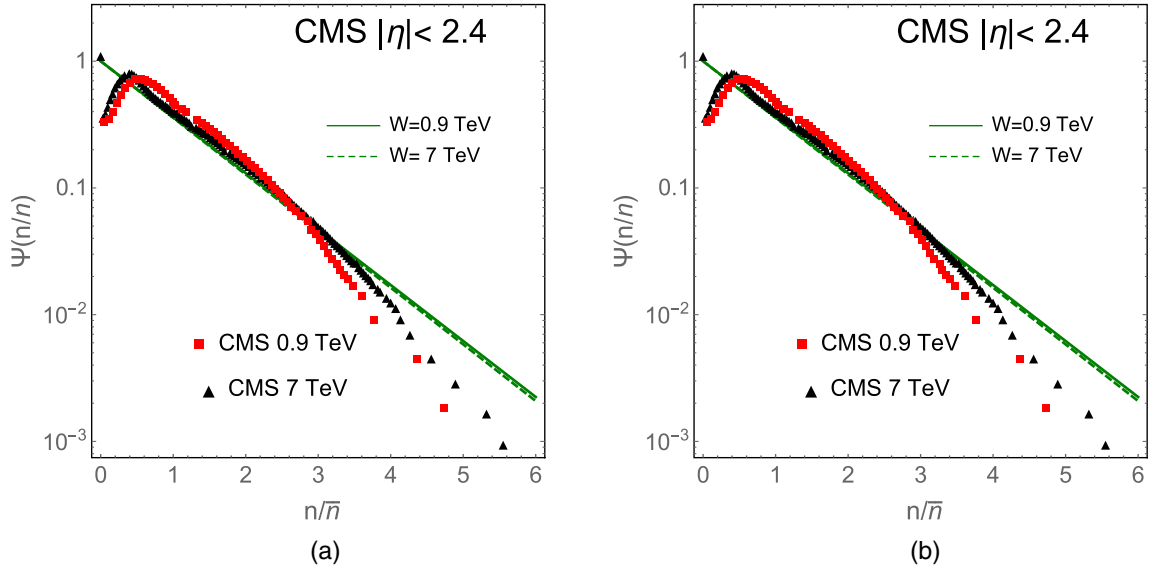 CMS |η|< 2.4
1
0.1
10⁻²
10⁻³
Ψ(n/n)
W=0.9 TeV
W= 7 TeV
CMS 0.9 TeV
CMS 7 TeV
0 1 2 3 4 5 6
n/n̅
(a)
CMS |η|< 2.4
1
0.1
10⁻²
10⁻³
Ψ(n/n)
W=0.9 TeV
W= 7 TeV
CMS 0.9 TeV
CMS 7 TeV
0 1 2 3 4 5 6
n/n̅
(b)